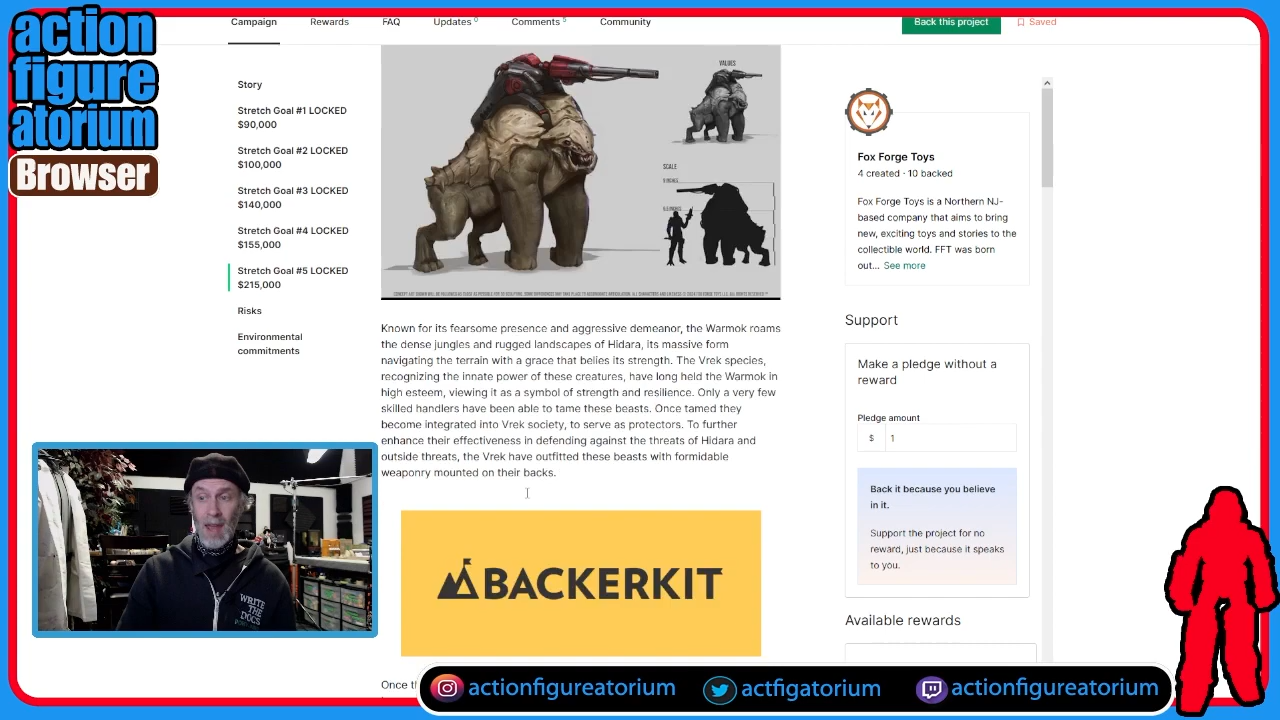 action
figure
atorium
Browser
Campaign Rewards FAQ Updates 0 Comments 5 Community
Back this project Saved
Story
Stretch Goal #1 LOCKED
$90,000
Stretch Goal #2 LOCKED
$100,000
Stretch Goal #3 LOCKED
$140,000
Stretch Goal #4 LOCKED
$155,000
Stretch Goal #5 LOCKED
$215,000
Risks
Environmental
commitments
VALUES
SCALE
Known for its fearsome presence and aggressive demeanor, the Warmok roams
the dense jungles and rugged landscapes of Hidara, its massive form
navigating the terrain with a grace that belies its strength. The Vrek species,
recognizing the innate power of these creatures, have long held the Warmok in
high esteem, viewing it as a symbol of strength and resilience. Only a very few
skilled handlers have been able to tame these beasts. Once tamed they
become integrated into Vrek society, to serve as protectors. To further
enhance their effectiveness in defending against the threats of Hidara and
outside threats, the Vrek have outfitted these beasts with formidable
weaponry mounted on their backs.
BACKERKIT
Once
Fox Forge Toys
4 created · 10 backed
Fox Forge Toys is a Northern NJ-
based company that aims to bring
new, exciting toys and stories to the
collectible world. FFT was born
out... See more
Support
Make a pledge without a
reward
Pledge amount
$ 1
Back it because you believe
in it.
Support the project for no
reward, just because it speaks
to you.
Available rewards
WRITE
THE
DOCS
actionfigureatorium actfigatorium actionfigureatorium